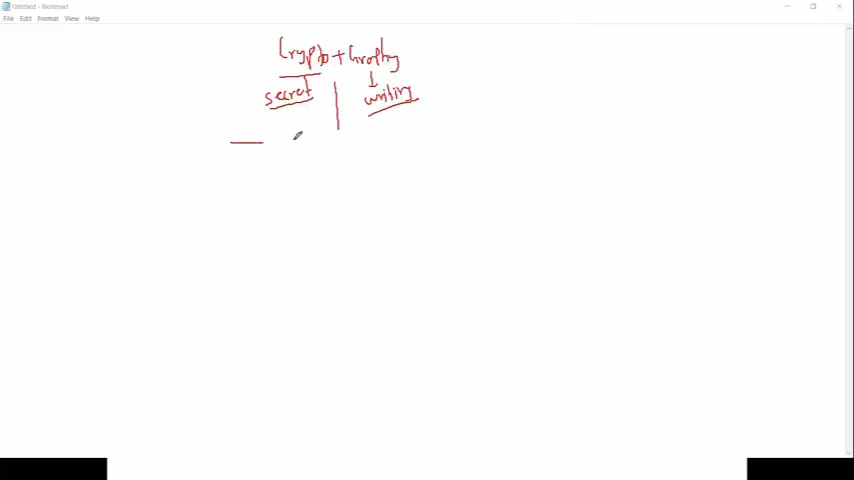 Untitled - Notepad
File Edit Format View Help
Crypto + Graphy
secret writing